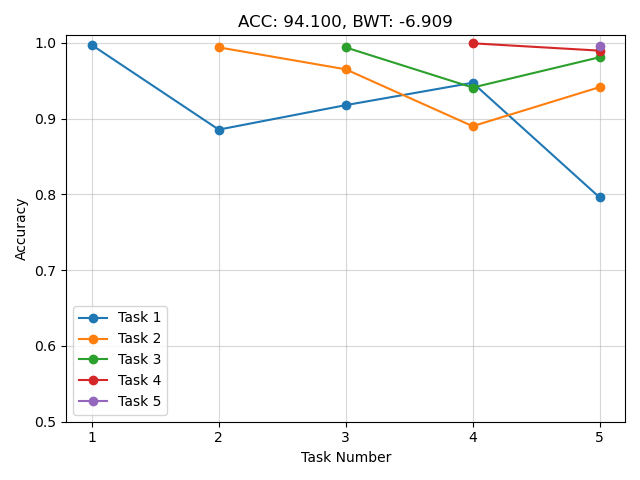 ACC: 94.100, BWT: -6.909
1.0
0.9
0.8
0.7
0.6
0.5
Accuracy
Task 1
Task 2
Task 3
Task 4
Task 5
1 2 3 4 5
Task Number